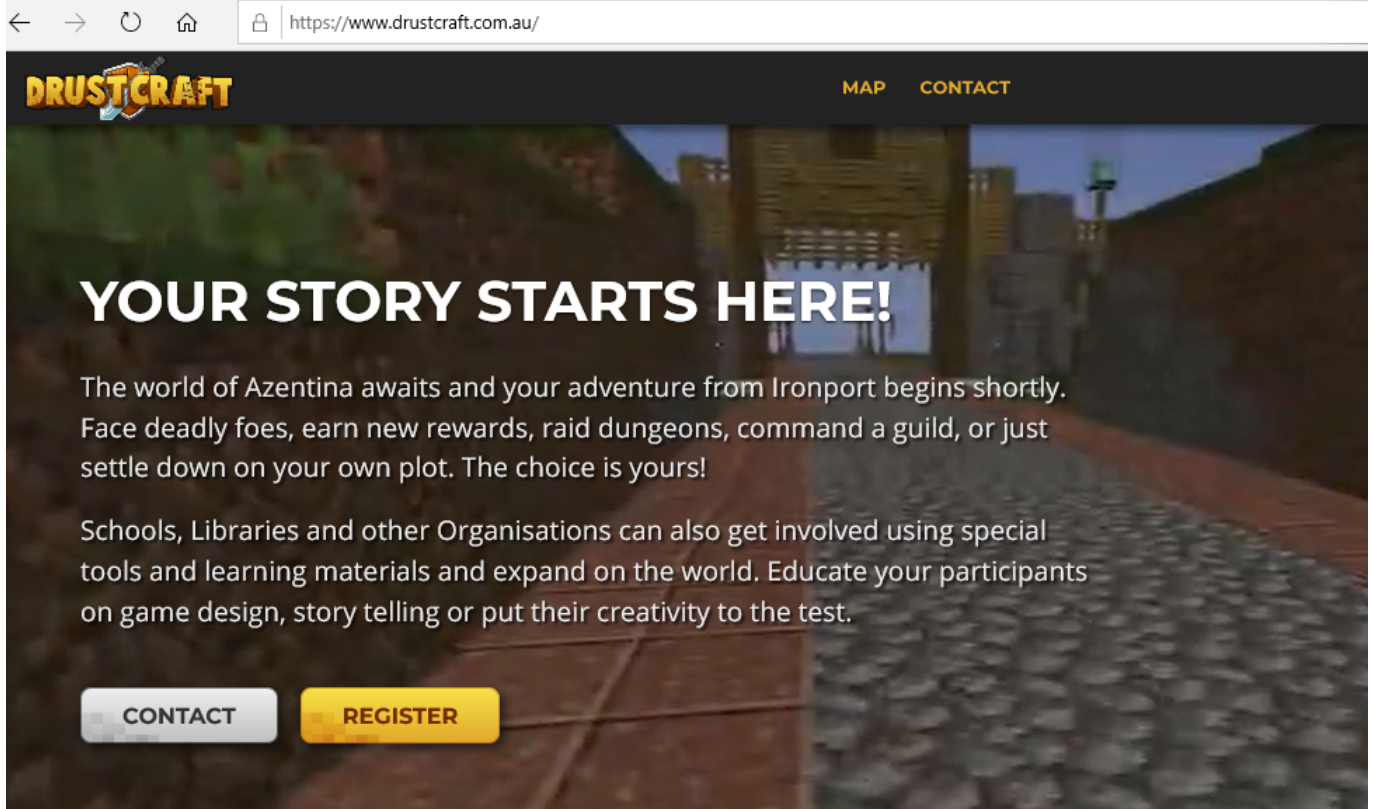 https://www.drustcraft.com.au/
DRUSTCRAFT
MAP CONTACT
YOUR STORY STARTS HERE!
The world of Azentina awaits and your adventure from Ironport begins shortly.
Face deadly foes, earn new rewards, raid dungeons, command a guild, or just
settle down on your own plot. The choice is yours!
Schools, Libraries and other Organisations can also get involved using special
tools and learning materials and expand on the world. Educate your participants
on game design, story telling or put their creativity to the test.
CONTACT REGISTER